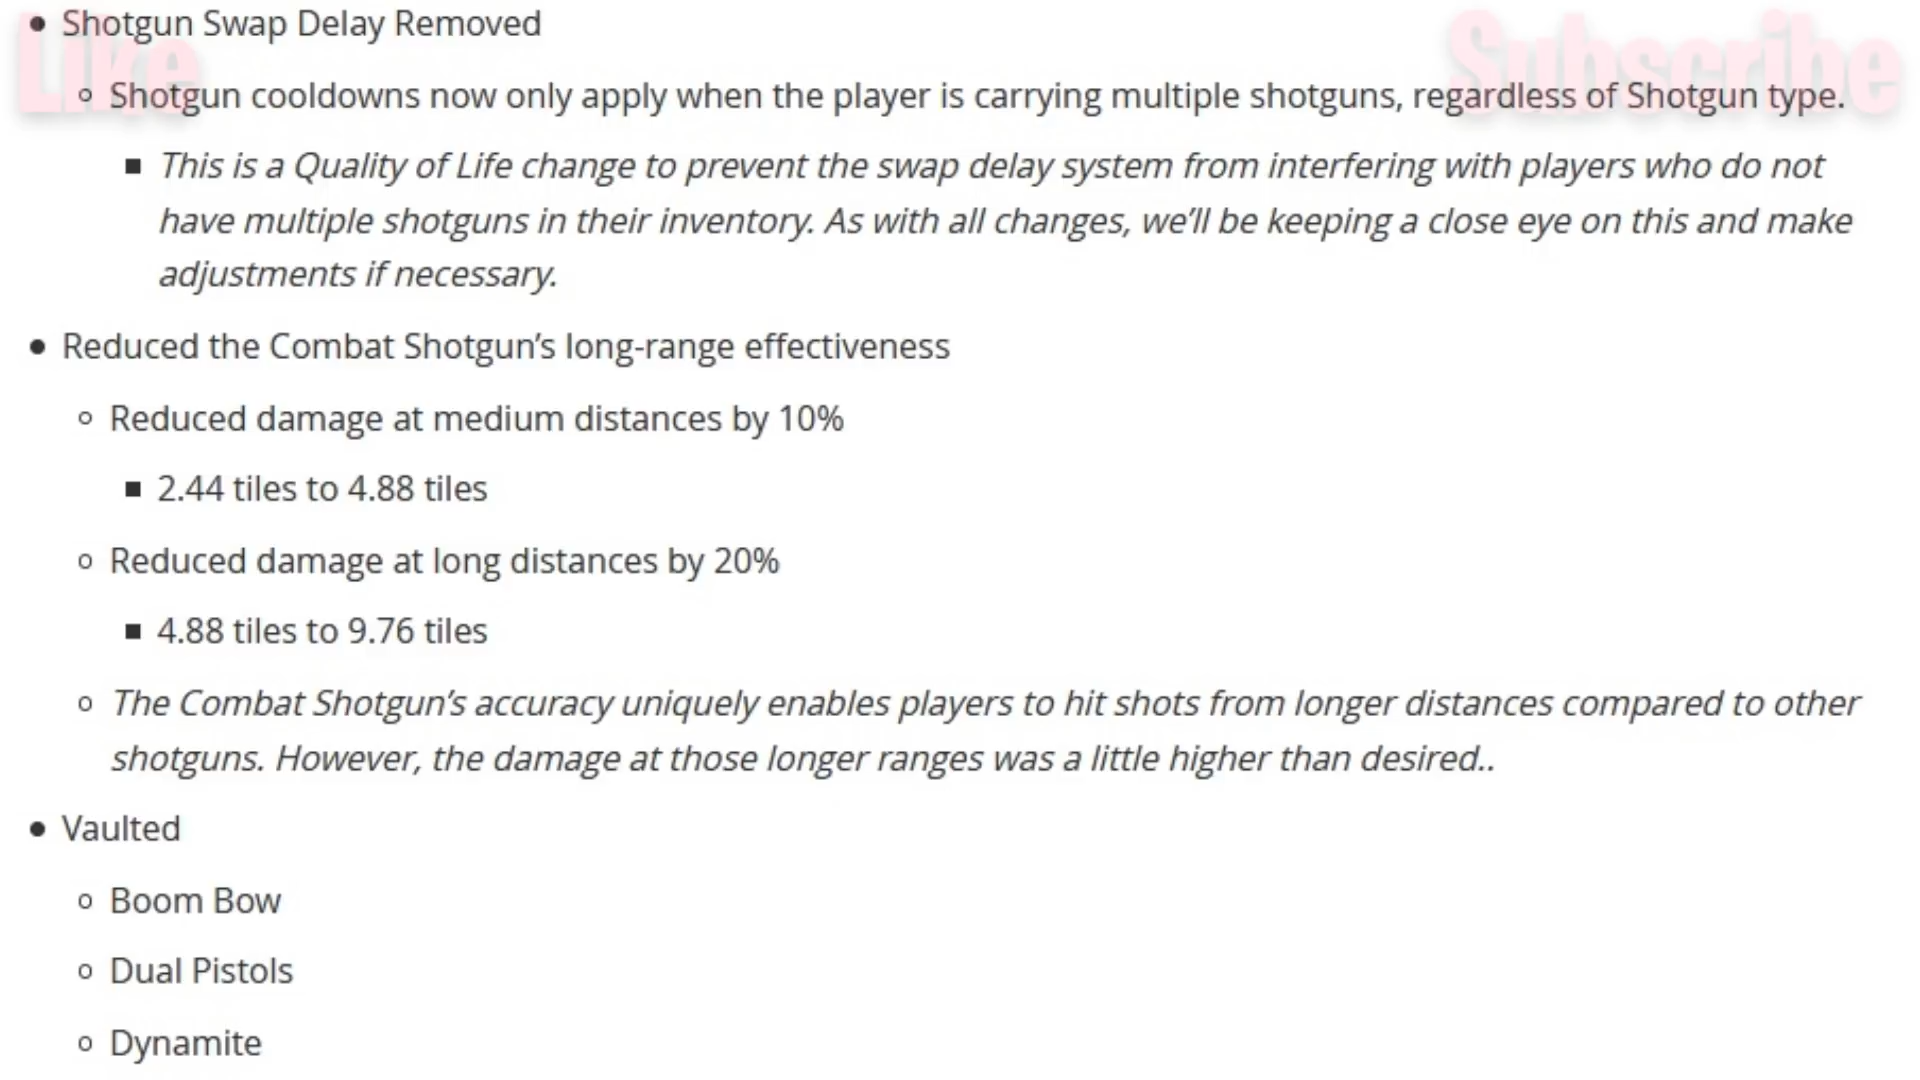 Like
Subscribe
Shotgun Swap Delay Removed
Shotgun cooldowns now only apply when the player is carrying multiple shotguns, regardless of Shotgun type.
This is a Quality of Life change to prevent the swap delay system from interfering with players who do not
have multiple shotguns in their inventory. As with all changes, we’ll be keeping a close eye on this and make
adjustments if necessary.
Reduced the Combat Shotgun’s long-range effectiveness
Reduced damage at medium distances by 10%
2.44 tiles to 4.88 tiles
Reduced damage at long distances by 20%
4.88 tiles to 9.76 tiles
The Combat Shotgun’s accuracy uniquely enables players to hit shots from longer distances compared to other
shotguns. However, the damage at those longer ranges was a little higher than desired..
Vaulted
Boom Bow
Dual Pistols
Dynamite